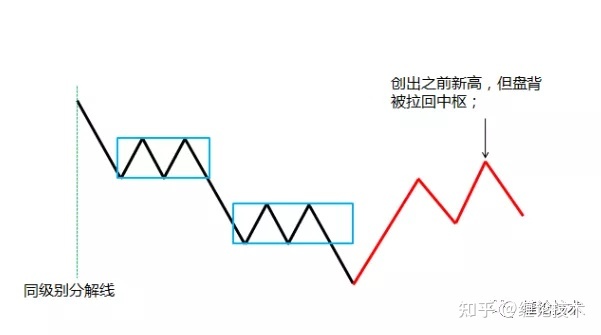 创出之前新高，但盘背
被拉回中枢；
同级别分解线
知乎 @缠论技术